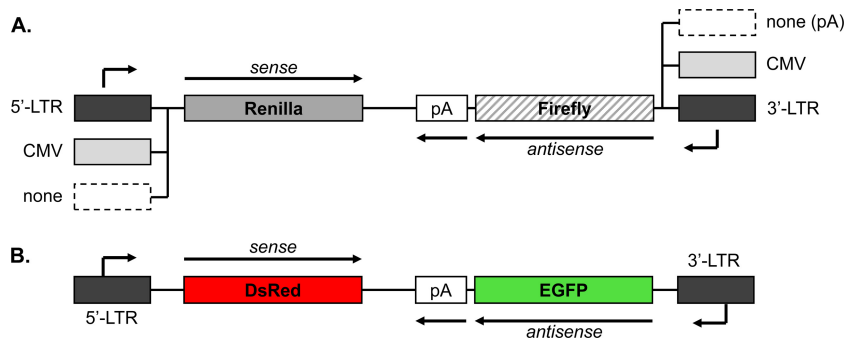 A.
none (pA)
sense
CMV
5'-LTR
Renilla
pA
Firefly
3'-LTR
CMV
antisense
none
B.
sense
3'-LTR
DsRed
pA
EGFP
5'-LTR
antisense